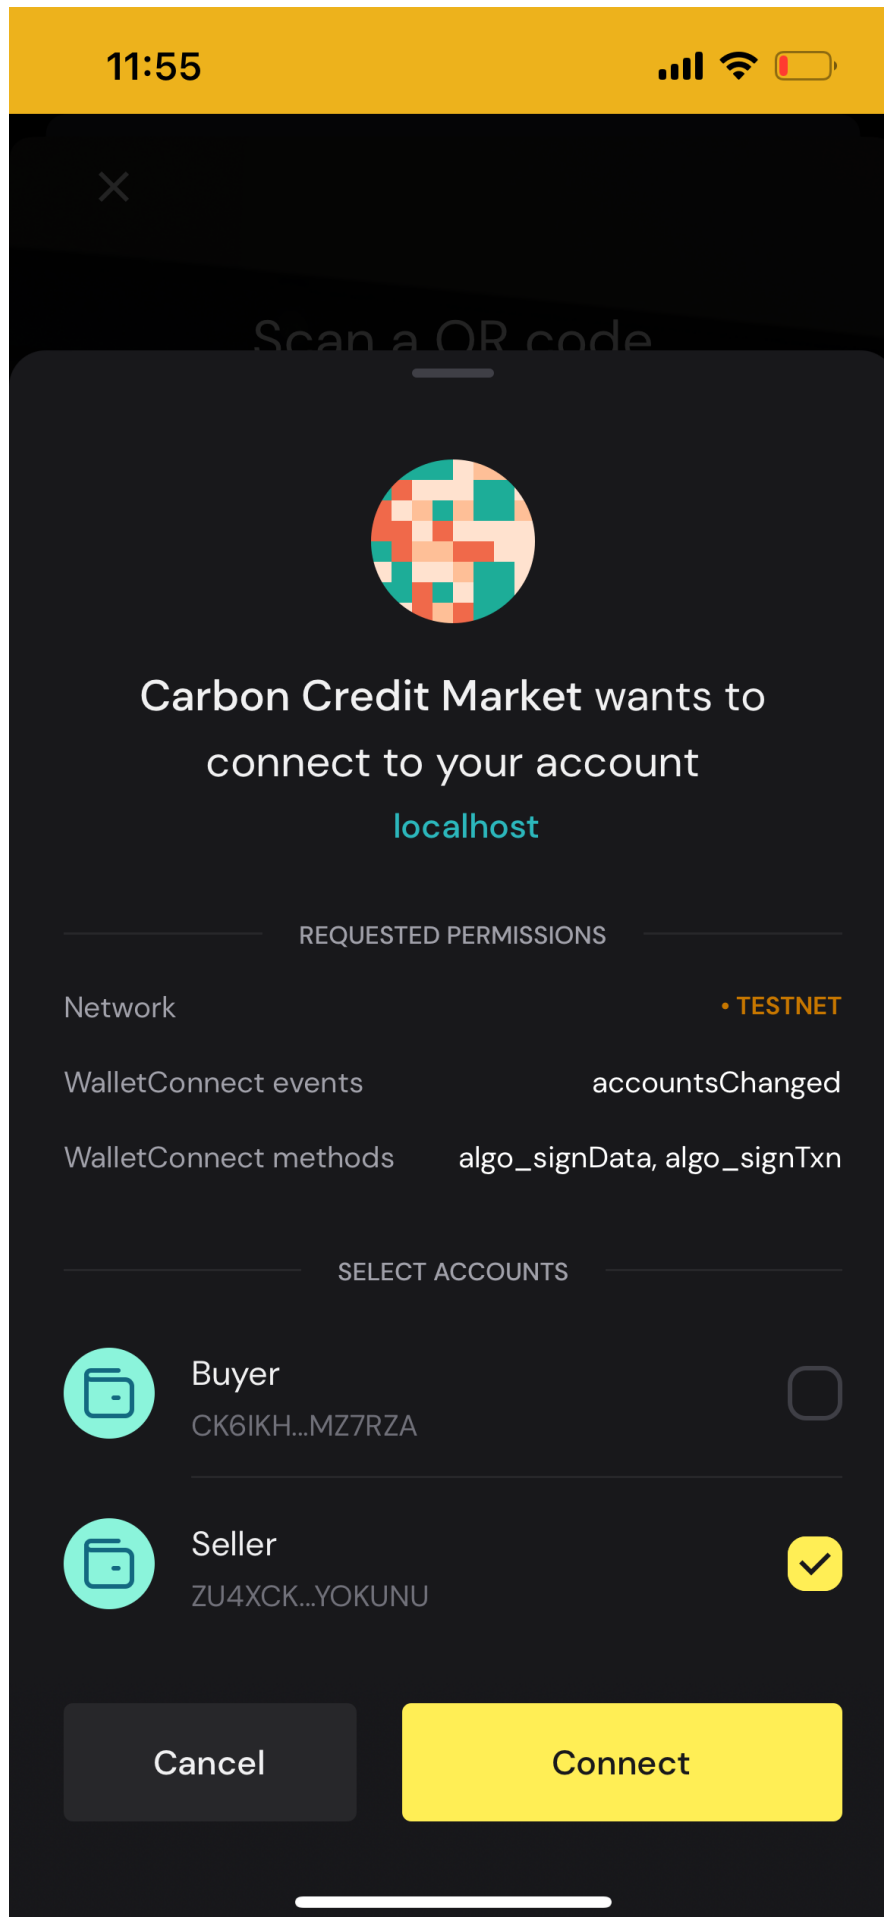 11:55
Scan a QR code
Carbon Credit Market wants to
connect to your account
localhost
REQUESTED PERMISSIONS
Network • TESTNET
WalletConnect events accountsChanged
WalletConnect methods algo_signData, algo_signTxn
SELECT ACCOUNTS
Buyer
CK6IKH...MZ7RZA
Seller
ZU4XCK...YOKUNU
Cancel Connect